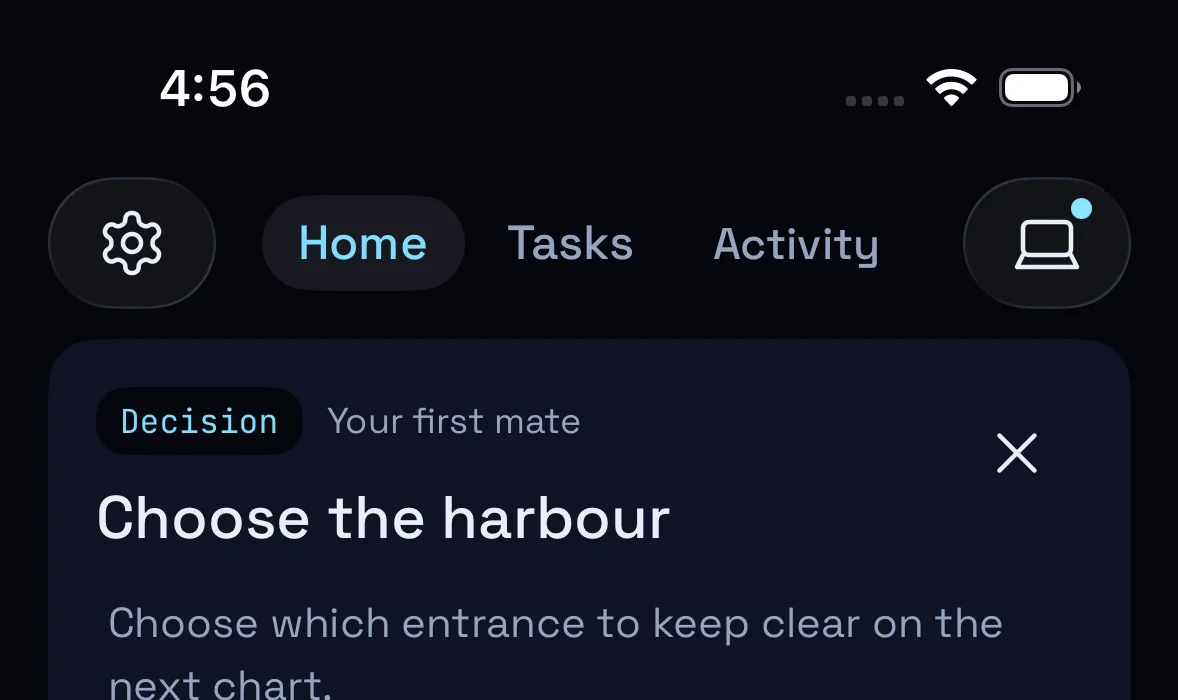 4:56
Home Tasks Activity
Decision Your first mate
Choose the harbour
Choose which entrance to keep clear on the
next chart.